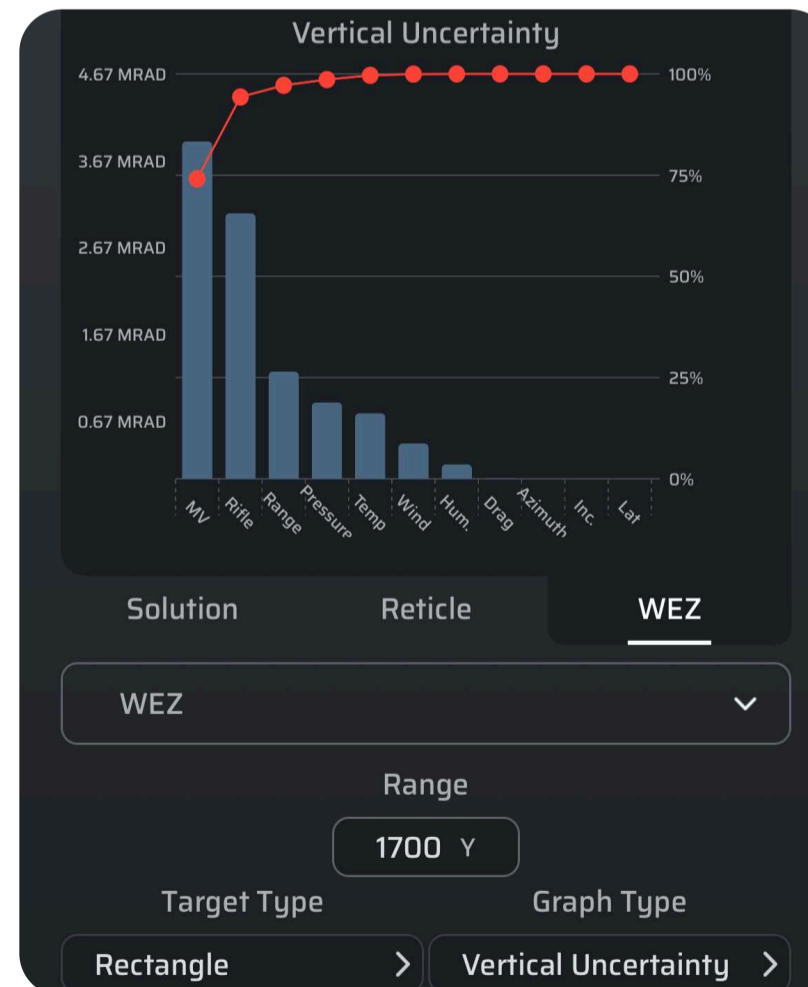 Vertical Uncertainty
4.67 MRAD
100%
3.67 MRAD
75%
2.67 MRAD
50%
1.67 MRAD
25%
0.67 MRAD
0%
MV
Rifle
Range
Pressure
Temp
Wind
Hum.
Drag
Azimuth
Inc.
Lat
Solution
Reticle
WEZ
WEZ
Range
1700 Y
Target Type
Graph Type
Rectangle
Vertical Uncertainty